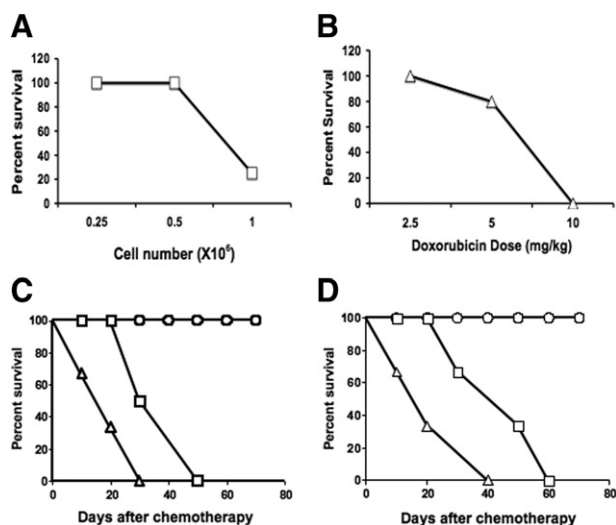 A
Percent survival
120
100
80
60
40
20
0
0.25 0.5 1
Cell number (X10⁶)
B
Percent Survival
120
100
80
60
40
20
0
2.5 5 10
Doxorubicin Dose (mg/kg)
C
Percent survival
100
80
60
40
20
0
0 20 40 60 80
Days after chemotherapy
D
Percent survival
100
80
60
40
20
0
0 20 40 60 80
Days after chemotherapy